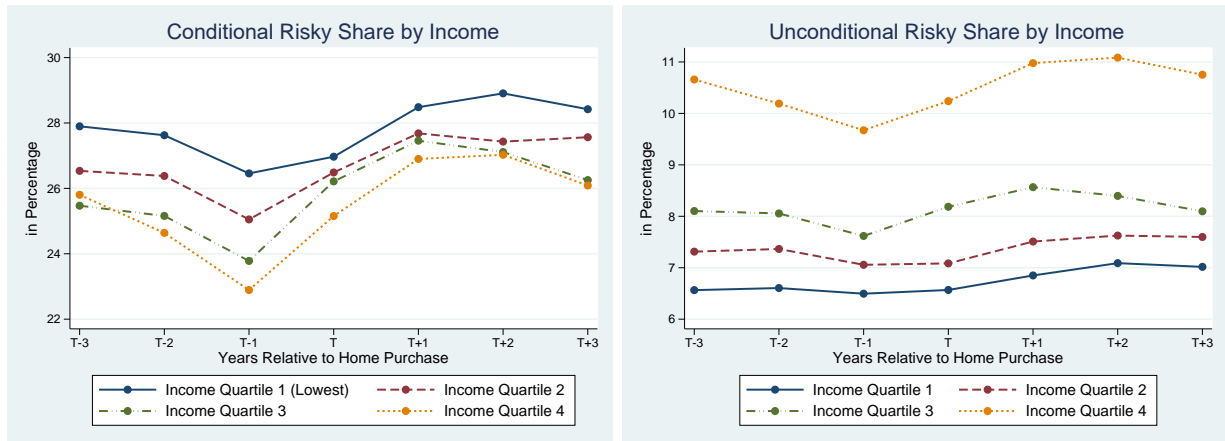 Conditional Risky Share by Income
in Percentage
30
28
26
24
22
T-3 T-2 T-1 T T+1 T+2 T+3
Years Relative to Home Purchase
Income Quartile 1 (Lowest) Income Quartile 2
Income Quartile 3 Income Quartile 4
Unconditional Risky Share by Income
in Percentage
11
10
9
8
7
6
T-3 T-2 T-1 T T+1 T+2 T+3
Years Relative to Home Purchase
Income Quartile 1 Income Quartile 2
Income Quartile 3 Income Quartile 4